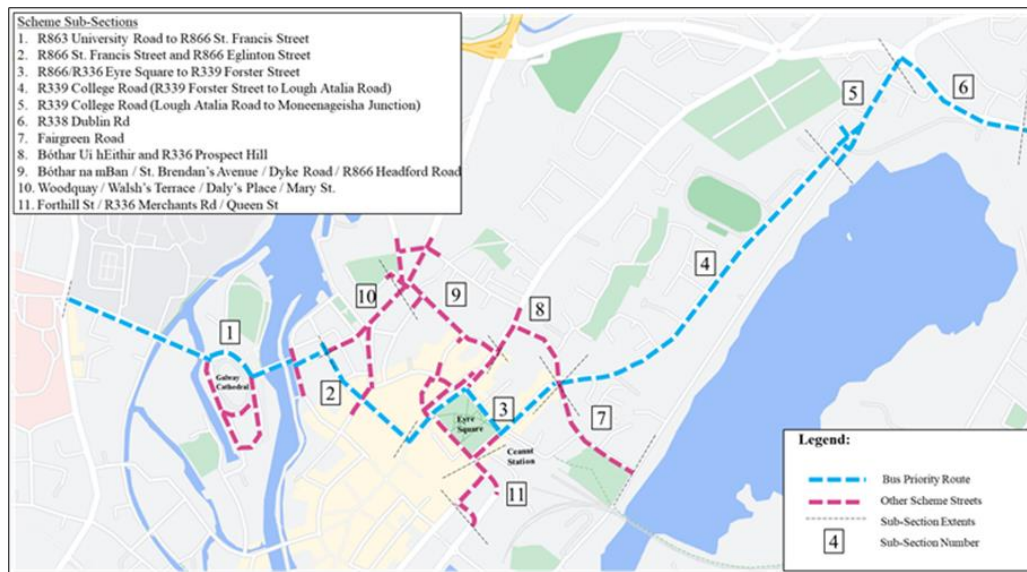 Scheme Sub-Sections
1. R863 University Road to R866 St. Francis Street
2. R866 St. Francis Street and R866 Eglinton Street
3. R866/R336 Eyre Square to R339 Forster Street
4. R339 College Road (R339 Forster Street to Lough Atalia Road)
5. R339 College Road (Lough Atalia Road to Moneenageisha Junction)
6. R338 Dublin Rd
7. Fairgreen Road
8. Bóthar Uí hEithir and R336 Prospect Hill
9. Bóthar na mBan / St. Brendan's Avenue / Dyke Road / R866 Headford Road
10. Woodquay / Walsh's Terrace / Daly's Place / Mary St.
11. Forthill St / R336 Merchants Rd / Queen St
6
5
4
10
9
8
1
Galway
Cathedral
2
3
Eyre
Square
7
Ceannt
Station
11
Legend:
Bus Priority Route
Other Scheme Streets
Sub-Section Extents
4 Sub-Section Number